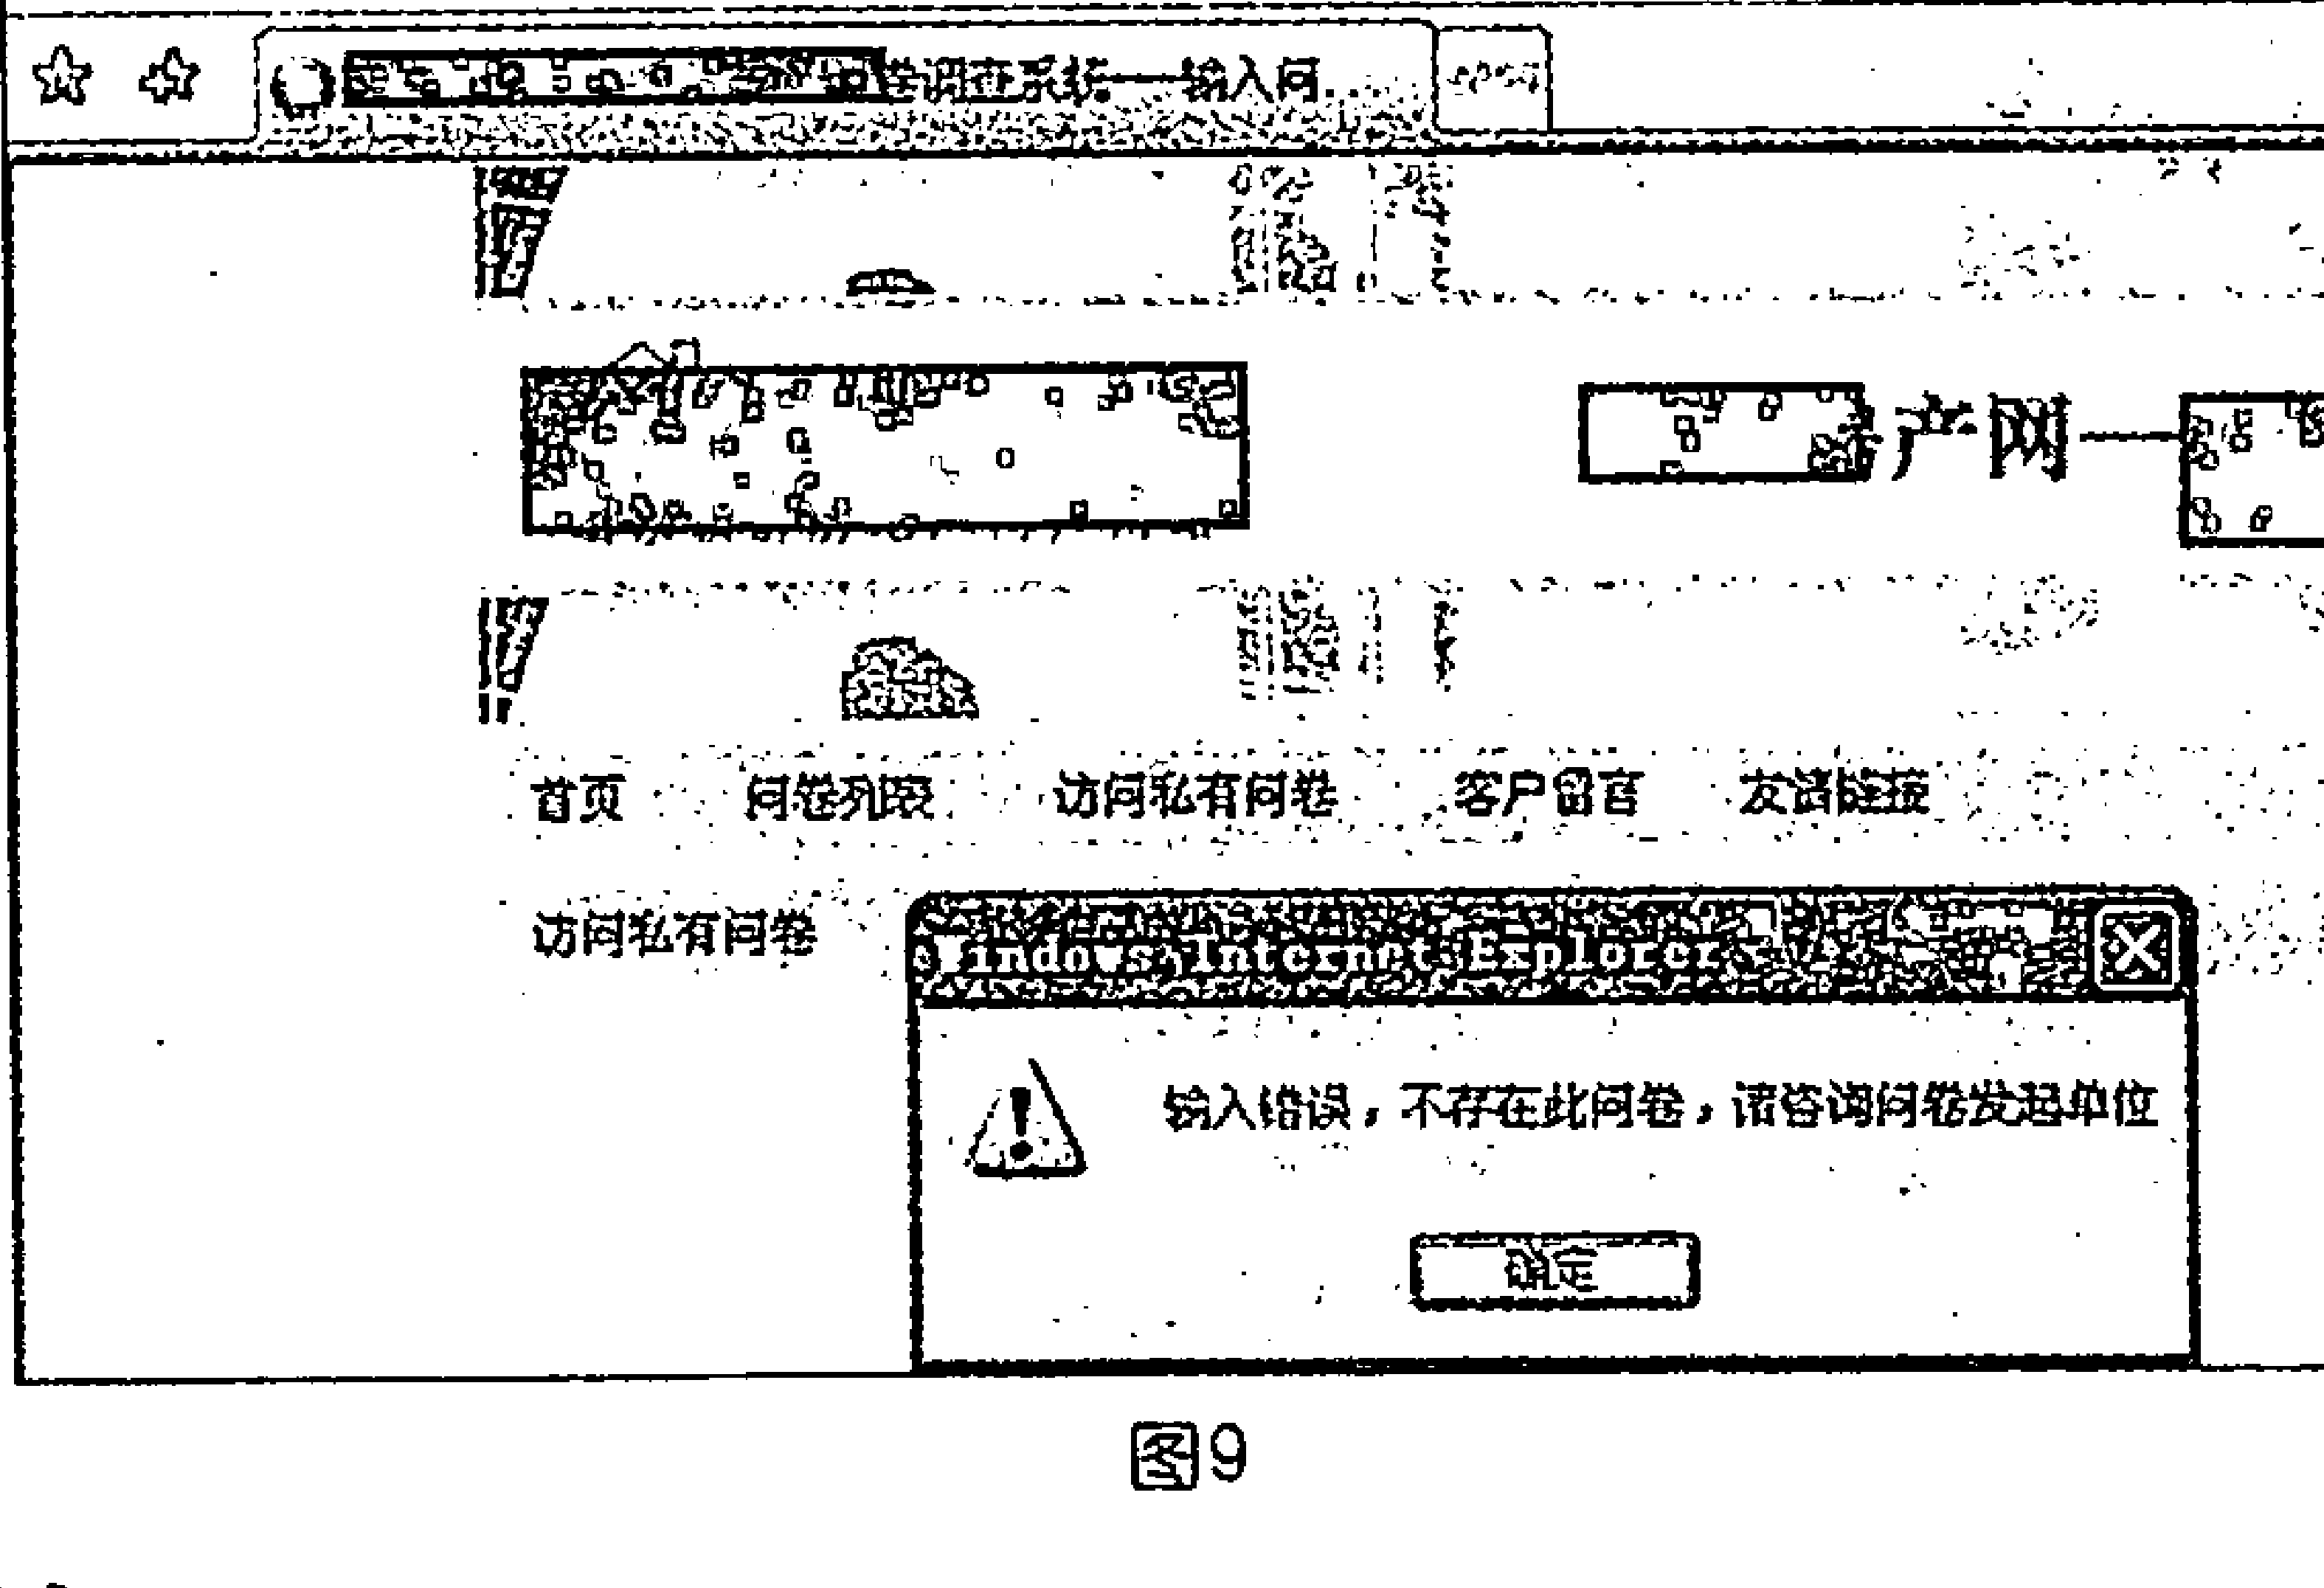 卷调查系统——输入问...
产网—
首页 问卷列表 访问私有问卷 客户留言 友情链接
访问私有问卷
Windows Internet Explorer
输入错误，不存在此问卷，请咨询问卷发起单位
确定
图9